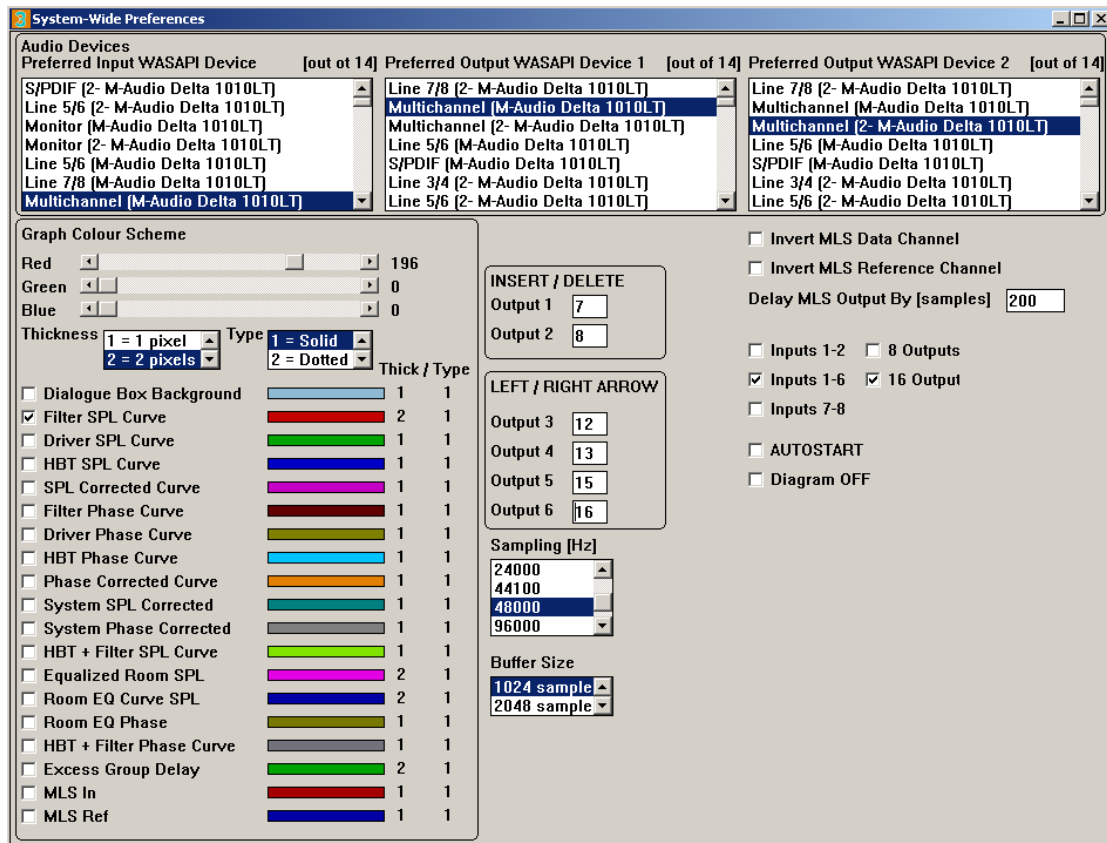 System-Wide Preferences
Audio Devices
Preferred Input WASAPI Device [out ot 14] Preferred Output WASAPI Device 1 [out of 14] Preferred Output WASAPI Device 2 [out of 14]
S/PDIF (2- M-Audio Delta 1010LT)
Line 5/6 (2- M-Audio Delta 1010LT)
Monitor (M-Audio Delta 1010LT)
Monitor (2- M-Audio Delta 1010LT)
Line 5/6 (M-Audio Delta 1010LT)
Line 7/8 (M-Audio Delta 1010LT)
Multichannel (M-Audio Delta 1010LT)
Line 7/8 (2- M-Audio Delta 1010LT)
Multichannel (M-Audio Delta 1010LT)
Multichannel (2- M-Audio Delta 1010LT)
Line 5/6 (M-Audio Delta 1010LT)
S/PDIF (M-Audio Delta 1010LT)
Line 3/4 (2- M-Audio Delta 1010LT)
Line 5/6 (2- M-Audio Delta 1010LT)
Line 7/8 (2- M-Audio Delta 1010LT)
Multichannel (M-Audio Delta 1010LT)
Multichannel (2- M-Audio Delta 1010LT)
Line 5/6 (M-Audio Delta 1010LT)
S/PDIF (M-Audio Delta 1010LT)
Line 3/4 (2- M-Audio Delta 1010LT)
Line 5/6 (2- M-Audio Delta 1010LT)
Graph Colour Scheme
Red 196
Green 0
Blue 0
Thickness 1 = 1 pixel Type 1 = Solid
2 = 2 pixels 2 = Dotted
Thick / Type
Dialogue Box Background 1 1
Filter SPL Curve 2 1
Driver SPL Curve 1 1
HBT SPL Curve 1 1
SPL Corrected Curve 1 1
Filter Phase Curve 1 1
Driver Phase Curve 1 1
HBT Phase Curve 1 1
Phase Corrected Curve 1 1
System SPL Corrected 1 1
System Phase Corrected 1 1
HBT + Filter SPL Curve 1 1
Equalized Room SPL 2 1
Room EQ Curve SPL 2 1
Room EQ Phase 1 1
HBT + Filter Phase Curve 1 1
Excess Group Delay 2 1
MLS In 1 1
MLS Ref 1 1
INSERT / DELETE
Output 1 7
Output 2 8
LEFT / RIGHT ARROW
Output 3 12
Output 4 13
Output 5 15
Output 6 16
Sampling [Hz]
24000
44100
48000
96000
Buffer Size
1024 sample
2048 sample
Invert MLS Data Channel
Invert MLS Reference Channel
Delay MLS Output By [samples] 200
Inputs 1-2 8 Outputs
Inputs 1-6 16 Output
Inputs 7-8
AUTOSTART
Diagram OFF